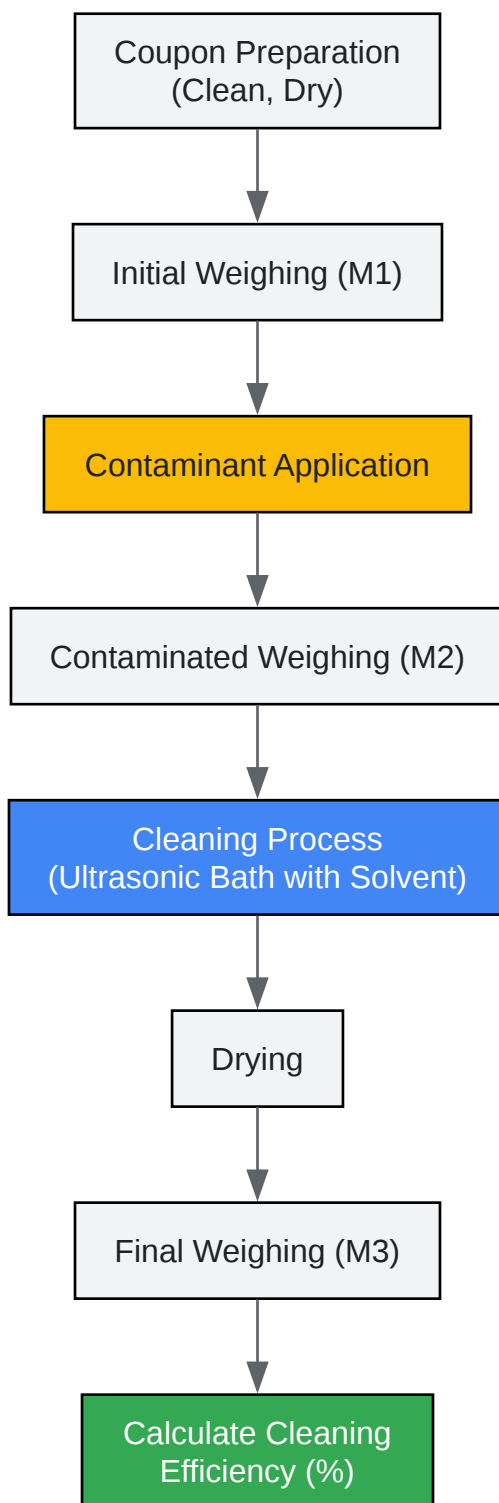 Coupon Preparation
(Clean, Dry)
Initial Weighing (M1)
Contaminant Application
Contaminated Weighing (M2)
Cleaning Process
(Ultrasonic Bath with Solvent)
Drying
Final Weighing (M3)
Calculate Cleaning
Efficiency (%)